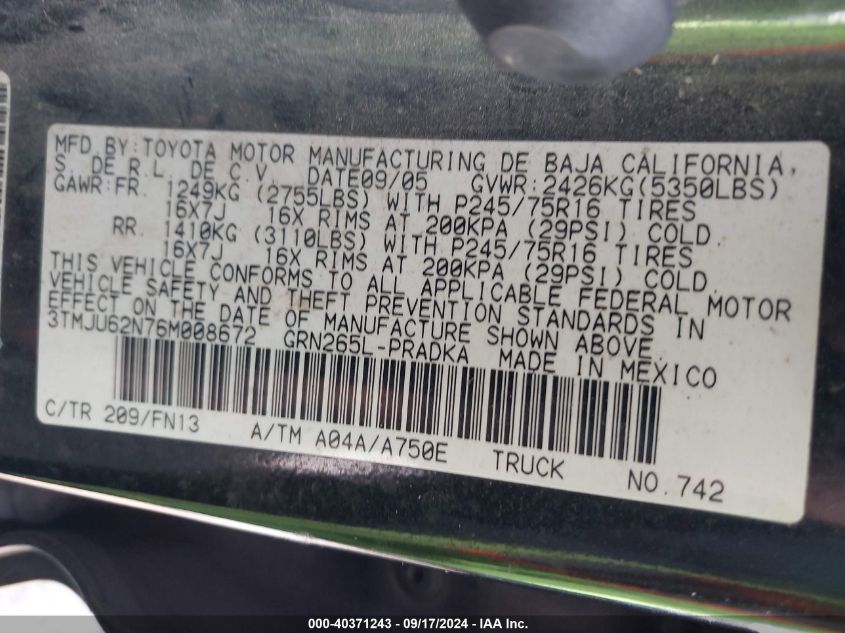 MFD BY: TOYOTA MOTOR MANUFACTURING DE BAJA CALIFORNIA,
S. DE R.L. DE C.V. DATE09/05 GVWR:2426KG(5350LBS)
GAWR:FR. 1249KG (2755LBS) WITH P245/75R16 TIRES
16X7J 16X RIMS AT 200KPA (29PSI) COLD
RR. 1410KG (3110LBS) WITH P245/75R16 TIRES
16X7J 16X RIMS AT 200KPA (29PSI) COLD
THIS VEHICLE CONFORMS TO ALL APPLICABLE FEDERAL MOTOR
VEHICLE SAFETY AND THEFT PREVENTION STANDARDS IN
EFFECT ON THE DATE OF MANUFACTURE SHOWN ABOVE.
3TMJU62N76M008672 GRN265L-PRADKA MADE IN MEXICO
C/TR 209/FN13 A/TM A04A/A750E TRUCK NO.742
000-40371243 - 09/17/2024 - IAA Inc.